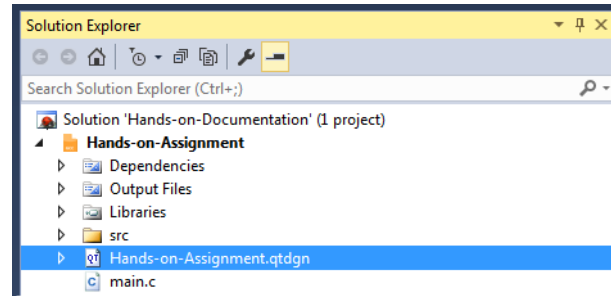 Solution Explorer
Search Solution Explorer (Ctrl+;)
Solution 'Hands-on-Documentation' (1 project)
Hands-on-Assignment
Dependencies
Output Files
Libraries
src
QT Hands-on-Assignment.qtdgn
c main.c